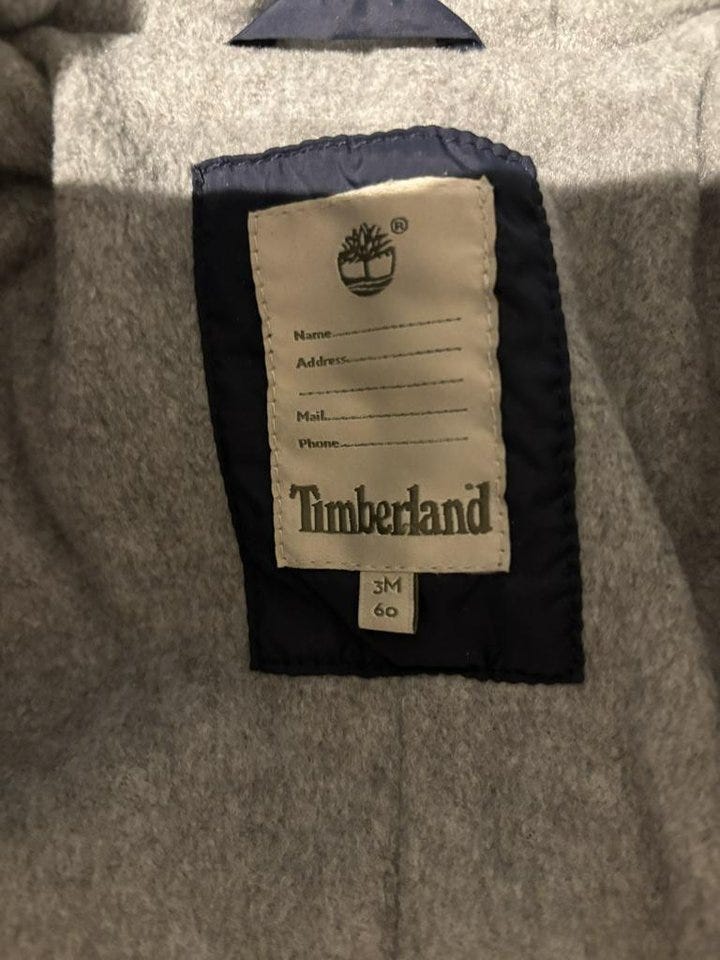 ®
Name
Address
Mail
Phone
Timberland
3M
60